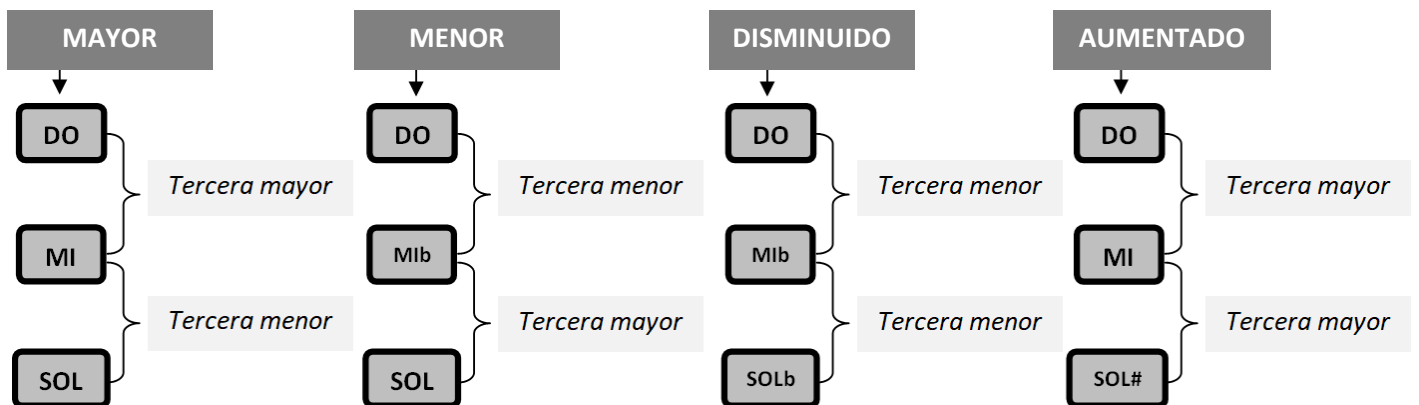 MAYOR
MENOR
DISMINUIDO
AUMENTADO
DO
DO
DO
DO
Tercera mayor
Tercera menor
Tercera menor
Tercera mayor
MI
MIb
MIb
MI
Tercera menor
Tercera mayor
Tercera menor
Tercera mayor
SOL
SOL
SOLb
SOL#